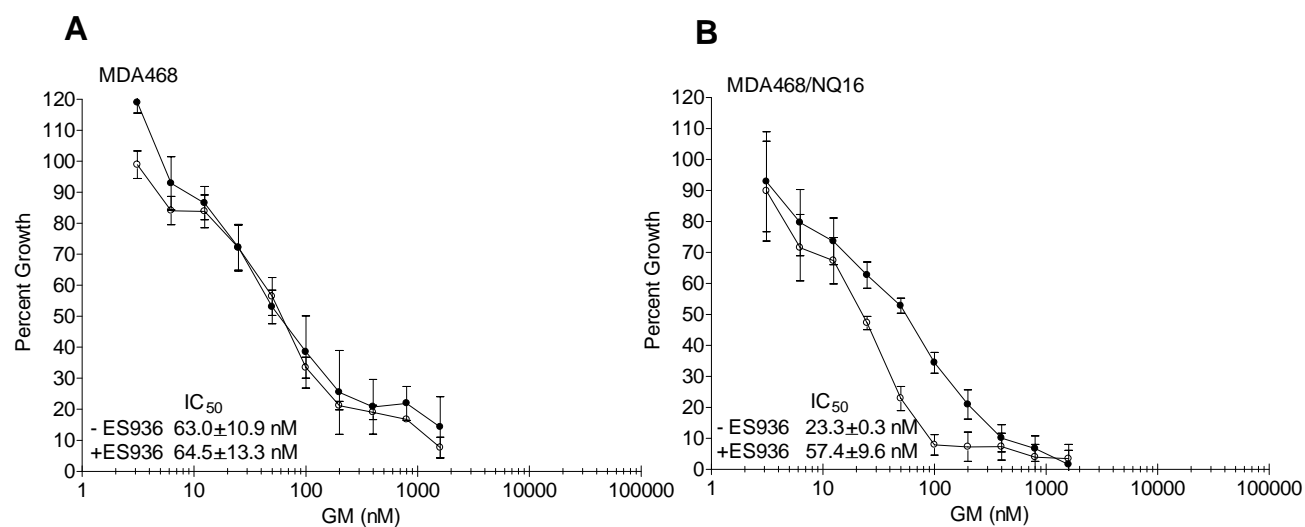 A
MDA468
120
110
100
90
80
70
60
50
40
30
20
10
0
Percent Growth
IC50
- ES936 63.0±10.9 nM
+ES936 64.5±13.3 nM
1 10 100 1000 10000 100000
GM (nM)
B
MDA468/NQ16
120
110
100
90
80
70
60
50
40
30
20
10
0
Percent Growth
IC50
- ES936 23.3±0.3 nM
+ES936 57.4±9.6 nM
1 10 100 1000 10000 100000
GM (nM)